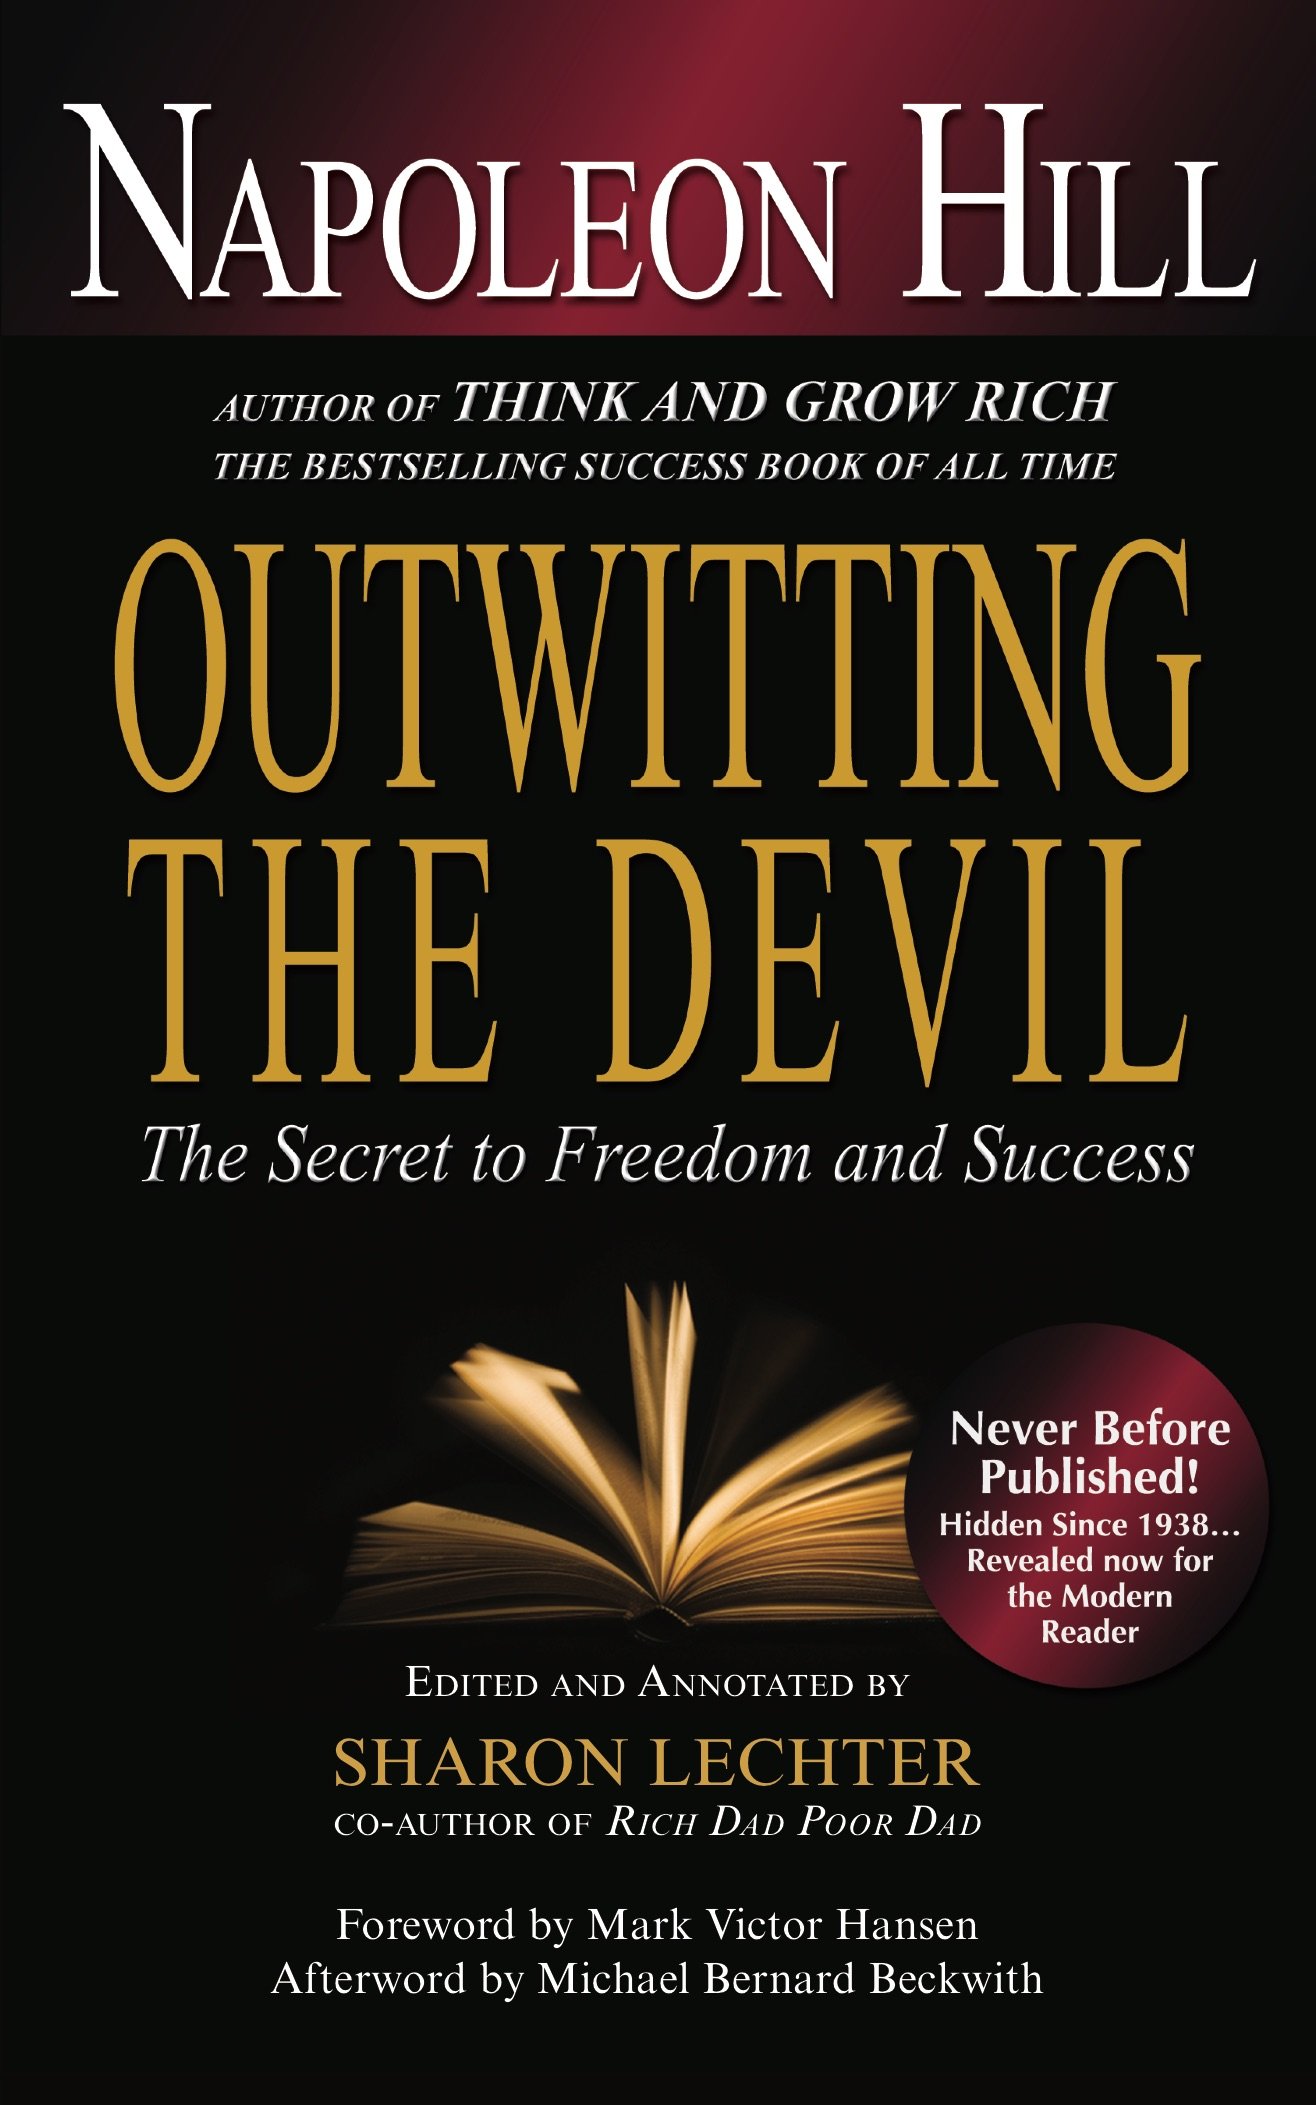 NAPOLEON HILL
AUTHOR OF THINK AND GROW RICH
THE BESTSELLING SUCCESS BOOK OF ALL TIME
OUTWITTING
THE DEVIL
The Secret to Freedom and Success
Never Before
Published!
Hidden Since 1938...
Revealed now for
the Modern
Reader
EDITED AND ANNOTATED BY
SHARON LECHTER
CO-AUTHOR OF RICH DAD POOR DAD
Foreword by Mark Victor Hansen
Afterword by Michael Bernard Beckwith